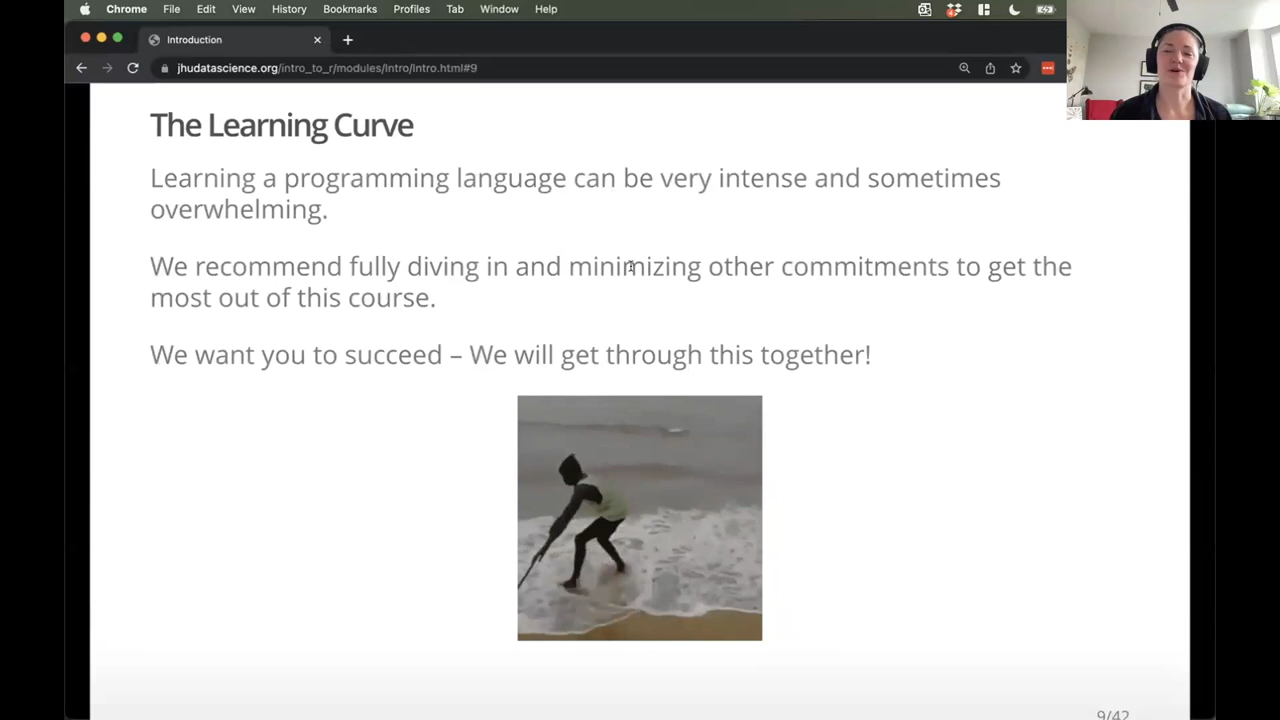 Chrome File Edit View History Bookmarks Profiles Tab Window Help
Introduction
jhudatascience.org/intro_to_r/modules/Intro/Intro.html#9
The Learning Curve
Learning a programming language can be very intense and sometimes
overwhelming.
We recommend fully diving in and minimizing other commitments to get the
most out of this course.
We want you to succeed – We will get through this together!
9/42